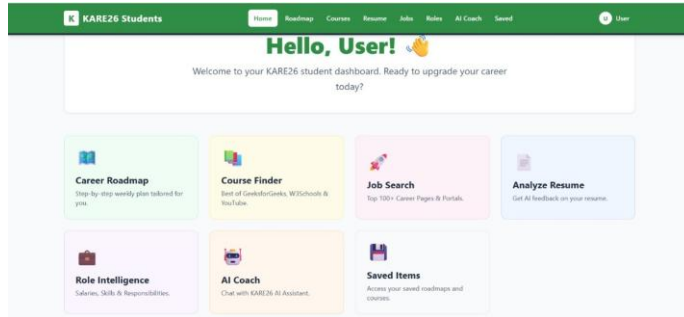 K KARE26 Students
Home Roadmap Courses Resume Jobs Roles AI Coach Saved
U User
Hello, User!
Welcome to your KARE26 student dashboard. Ready to upgrade your career
today?
Career Roadmap
Step-by-step weekly plan tailored for
you.
Course Finder
Best of GeeksforGeeks, W3Schools &
YouTube.
Job Search
Top 100+ Career Pages & Portals.
Analyze Resume
Get AI feedback on your resume.
Role Intelligence
Salaries, Skills & Responsibilities.
AI Coach
Chat with KARE26 AI Assistant.
Saved Items
Access your saved roadmaps and
courses.